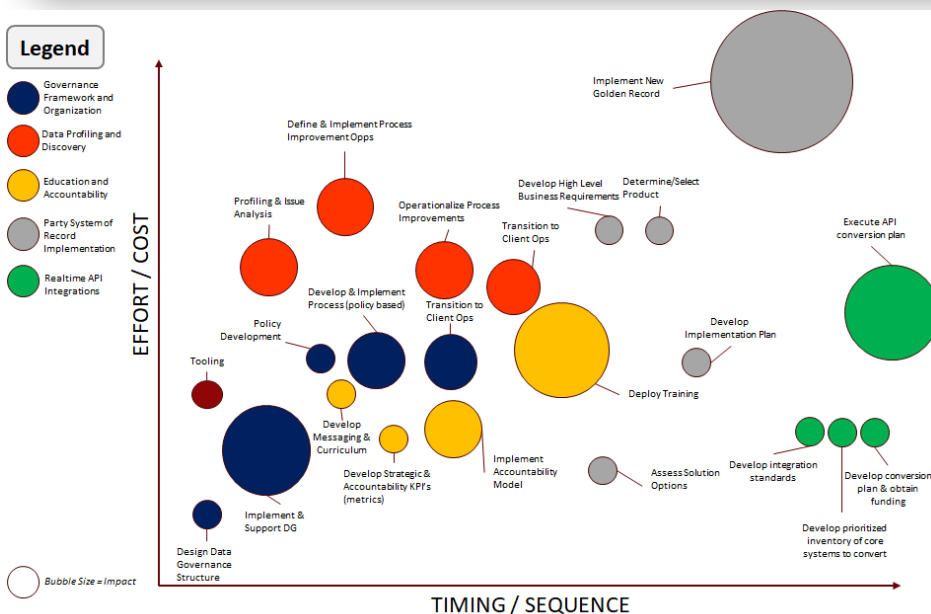 Legend
Governance
Framework and
Organization
Data Profiling and
Discovery
Education and
Accountability
Party System of
Record
Implementation
Realtime API
Integrations
Bubble Size = Impact
EFFORT / COST
TIMING / SEQUENCE
Implement New
Golden Record
Define & Implement Process
Improvement Opps
Profiling & Issue
Analysis
Operationalize Process
Improvements
Develop High Level
Business Requirements
Determine/Select
Product
Transition to
Client Ops
Execute API
conversion plan
Develop & Implement
Process (policy based)
Transition to
Client Ops
Policy
Development
Develop
Implementation Plan
Tooling
Deploy Training
Develop
Messaging &
Curriculum
Develop Strategic &
Accountability KPI's
(metrics)
Implement
Accountability
Model
Assess Solution
Options
Develop integration
standards
Develop conversion
plan & obtain
funding
Develop prioritized
inventory of core
systems to convert
Implement &
Support DG
Design Data
Governance
Structure